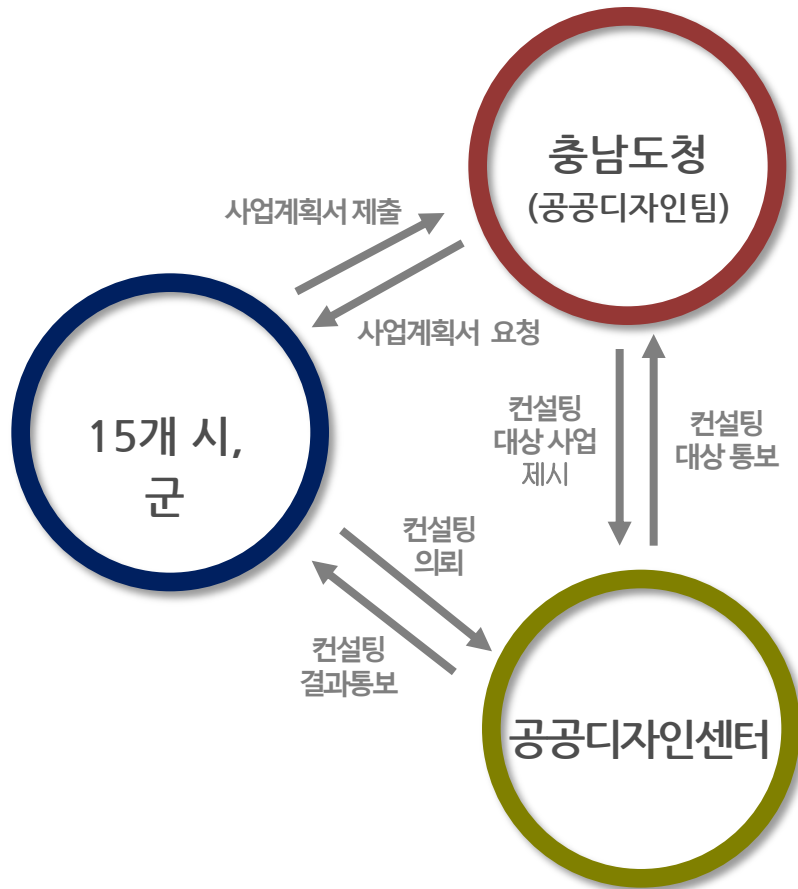 충남도청
(공공디자인팀)
사업계획서 제출
사업계획서 요청
15개 시,
군
컨설팅
대상 사업
제시
컨설팅
대상 통보
컨설팅
의뢰
컨설팅
결과통보
공공디자인센터